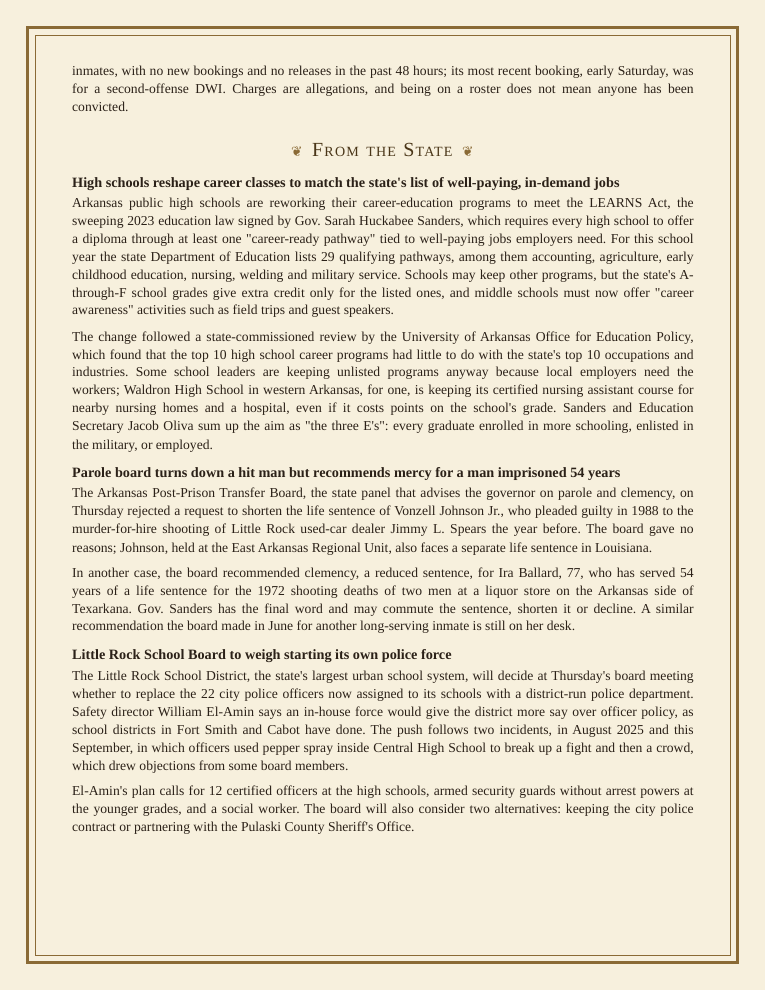 inmates, with no new bookings and no releases in the past 48 hours; its most recent booking, early Saturday, was
for a second-offense DWI. Charges are allegations, and being on a roster does not mean anyone has been
convicted.
❦ From the State ❦
High schools reshape career classes to match the state's list of well-paying, in-demand jobs
Arkansas public high schools are reworking their career-education programs to meet the LEARNS Act, the
sweeping 2023 education law signed by Gov. Sarah Huckabee Sanders, which requires every high school to offer
a diploma through at least one "career-ready pathway" tied to well-paying jobs employers need. For this school
year the state Department of Education lists 29 qualifying pathways, among them accounting, agriculture, early
childhood education, nursing, welding and military service. Schools may keep other programs, but the state's A-
through-F school grades give extra credit only for the listed ones, and middle schools must now offer "career
awareness" activities such as field trips and guest speakers.
The change followed a state-commissioned review by the University of Arkansas Office for Education Policy,
which found that the top 10 high school career programs had little to do with the state's top 10 occupations and
industries. Some school leaders are keeping unlisted programs anyway because local employers need the
workers; Waldron High School in western Arkansas, for one, is keeping its certified nursing assistant course for
nearby nursing homes and a hospital, even if it costs points on the school's grade. Sanders and Education
Secretary Jacob Oliva sum up the aim as "the three E's": every graduate enrolled in more schooling, enlisted in
the military, or employed.
Parole board turns down a hit man but recommends mercy for a man imprisoned 54 years
The Arkansas Post-Prison Transfer Board, the state panel that advises the governor on parole and clemency, on
Thursday rejected a request to shorten the life sentence of Vonzell Johnson Jr., who pleaded guilty in 1988 to the
murder-for-hire shooting of Little Rock used-car dealer Jimmy L. Spears the year before. The board gave no
reasons; Johnson, held at the East Arkansas Regional Unit, also faces a separate life sentence in Louisiana.
In another case, the board recommended clemency, a reduced sentence, for Ira Ballard, 77, who has served 54
years of a life sentence for the 1972 shooting deaths of two men at a liquor store on the Arkansas side of
Texarkana. Gov. Sanders has the final word and may commute the sentence, shorten it or decline. A similar
recommendation the board made in June for another long-serving inmate is still on her desk.
Little Rock School Board to weigh starting its own police force
The Little Rock School District, the state's largest urban school system, will decide at Thursday's board meeting
whether to replace the 22 city police officers now assigned to its schools with a district-run police department.
Safety director William El-Amin says an in-house force would give the district more say over officer policy, as
school districts in Fort Smith and Cabot have done. The push follows two incidents, in August 2025 and this
September, in which officers used pepper spray inside Central High School to break up a fight and then a crowd,
which drew objections from some board members.
El-Amin's plan calls for 12 certified officers at the high schools, armed security guards without arrest powers at
the younger grades, and a social worker. The board will also consider two alternatives: keeping the city police
contract or partnering with the Pulaski County Sheriff's Office.